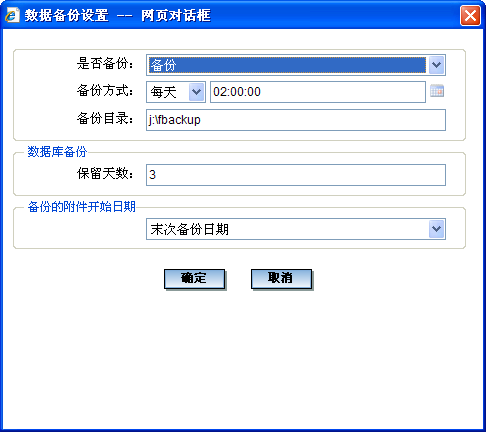 数据备份设置 -- 网页对话框
是否备份： 备份
备份方式： 每天 02:00:00
备份目录： j:\fbackup
数据库备份
保留天数： 3
备份的附件开始日期
末次备份日期
确定 取消